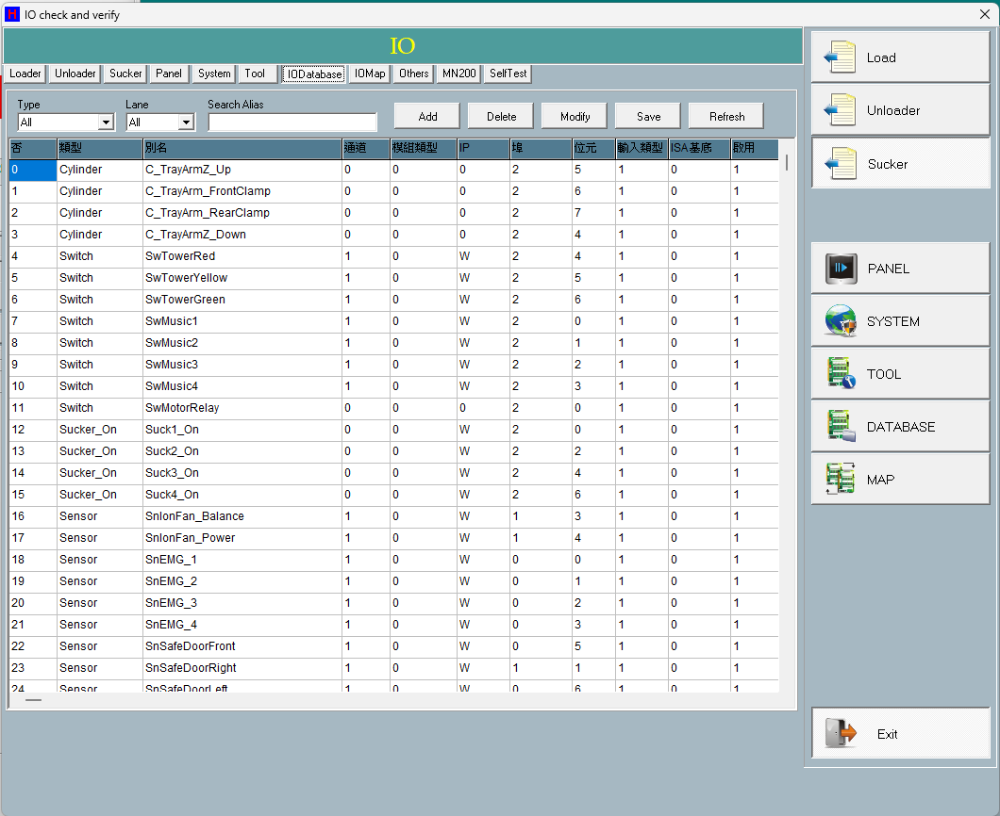 IO check and verify
IO
Loader Unloader Sucker Panel System Tool IODatabase IOMap Others MN200 SelfTest
Type Lane Search Alias
All All Add Delete Modify Save Refresh
否 類型 別名 通道 模組類型 IP 埠 位元 輸入類型 ISA基底 啟用
0 Cylinder C_TrayArmZ_Up 0 0 0 2 5 1 0 1
1 Cylinder C_TrayArm_FrontClamp 0 0 0 2 6 1 0 1
2 Cylinder C_TrayArm_RearClamp 0 0 0 2 7 1 0 1
3 Cylinder C_TrayArmZ_Down 0 0 0 2 4 1 0 1
4 Switch SwTowerRed 1 0 W 2 4 1 0 1
5 Switch SwTowerYellow 1 0 W 2 5 1 0 1
6 Switch SwTowerGreen 1 0 W 2 6 1 0 1
7 Switch SwMusic1 1 0 W 2 0 1 0 1
8 Switch SwMusic2 1 0 W 2 1 1 0 1
9 Switch SwMusic3 1 0 W 2 2 1 0 1
10 Switch SwMusic4 1 0 W 2 3 1 0 1
11 Switch SwMotorRelay 0 0 0 2 0 1 0 1
12 Sucker_On Suck1_On 0 0 W 2 0 1 0 1
13 Sucker_On Suck2_On 0 0 W 2 2 1 0 1
14 Sucker_On Suck3_On 0 0 W 2 4 1 0 1
15 Sucker_On Suck4_On 0 0 W 2 6 1 0 1
16 Sensor SnIonFan_Balance 1 0 W 1 3 1 0 1
17 Sensor SnIonFan_Power 1 0 W 1 4 1 0 1
18 Sensor SnEMG_1 1 0 W 0 0 1 0 1
19 Sensor SnEMG_2 1 0 W 0 1 1 0 1
20 Sensor SnEMG_3 1 0 W 0 2 1 0 1
21 Sensor SnEMG_4 1 0 W 0 3 1 0 1
22 Sensor SnSafeDoorFront 1 0 W 0 5 1 0 1
23 Sensor SnSafeDoorRight 1 0 W 1 1 1 0 1
24 Sensor SnSafeDoorLeft 1 0 W 0 6 1 0 1
Load
Unloader
Sucker
PANEL
SYSTEM
TOOL
DATABASE
MAP
Exit